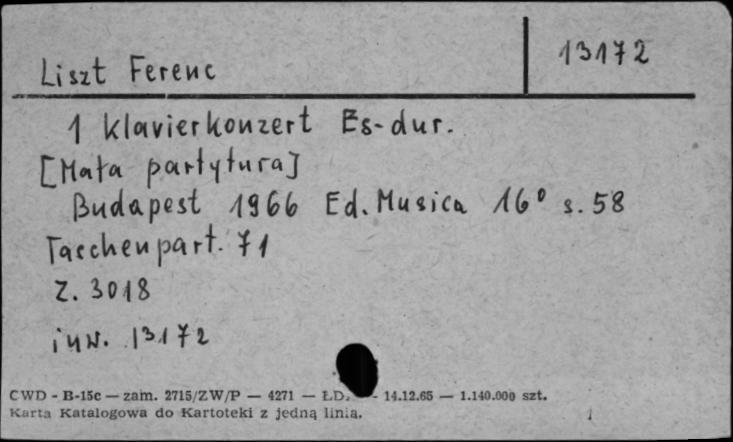 Liszt Ferenc
13172
1 Klavierkonzert Es-dur.
[Mała partytura]
Budapest 1966 Ed. Musica 16° s. 58
Taschenpart. 71
Z. 3018
inw. 13172
CWD - B-15c — zam. 2715/ZW/P — 4271 — ŁD. - 14.12.65 — 1.140.000 szt.
Karta Katalogowa do Kartoteki z jedną linią.